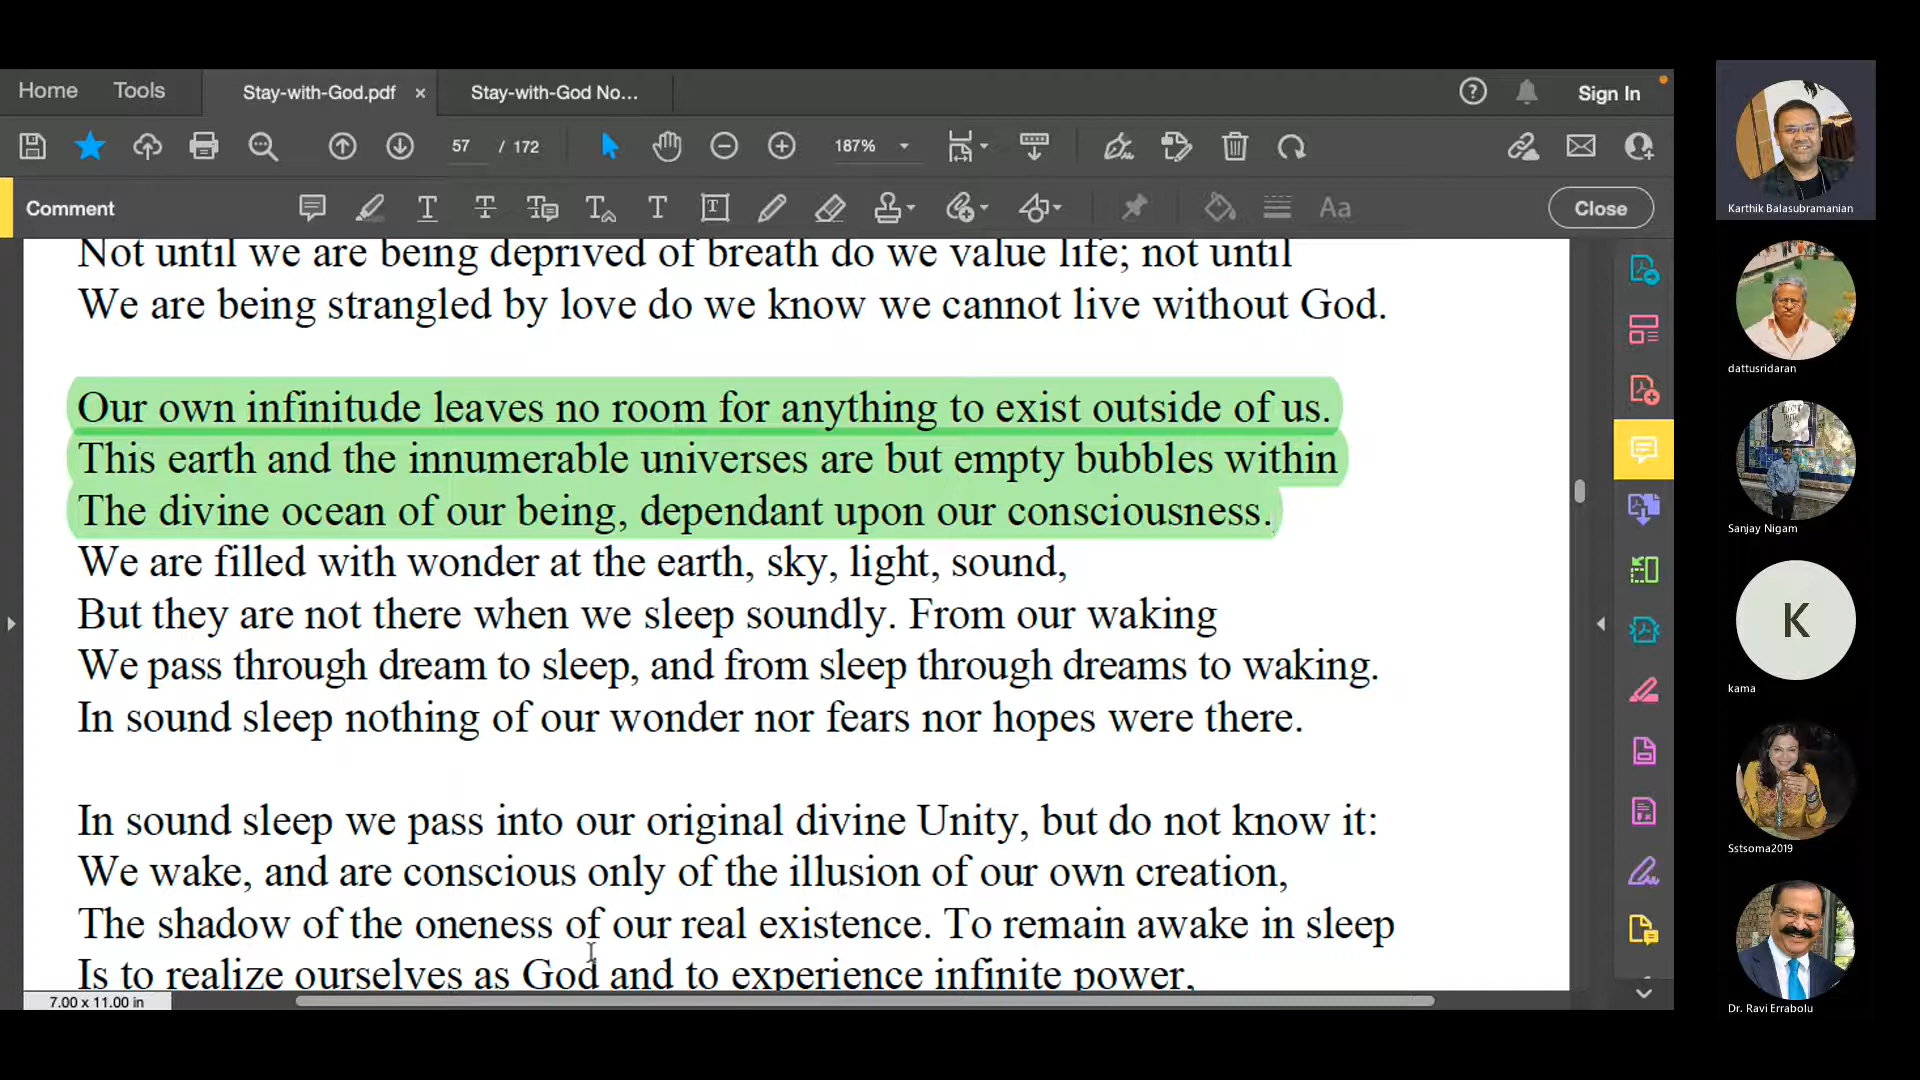 Home Tools Stay-with-God.pdf × Stay-with-God No... Sign In
57 / 172 187%
Comment Close
Not until we are being deprived of breath do we value life; not until
We are being strangled by love do we know we cannot live without God.
Our own infinitude leaves no room for anything to exist outside of us.
This earth and the innumerable universes are but empty bubbles within
The divine ocean of our being, dependant upon our consciousness.
We are filled with wonder at the earth, sky, light, sound,
But they are not there when we sleep soundly. From our waking
We pass through dream to sleep, and from sleep through dreams to waking.
In sound sleep nothing of our wonder nor fears nor hopes were there.
In sound sleep we pass into our original divine Unity, but do not know it:
We wake, and are conscious only of the illusion of our own creation,
The shadow of the oneness of our real existence. To remain awake in sleep
Is to realize ourselves as God and to experience infinite power,
7.00 x 11.00 in
Karthik Balasubramanian
dattusridaran
Sanjay Nigam
K
kama
Sstsoma2019
Dr. Ravi Errabolu